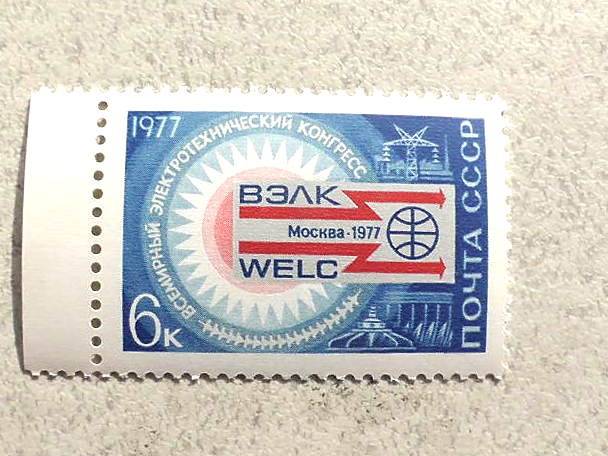 1977
ВСЕМИРНЫЙ ЭЛЕКТРОТЕХНИЧЕСКИЙ КОНГРЕСС
ВЭЛК
Москва-1977
WELC
6к
ПОЧТА СССР